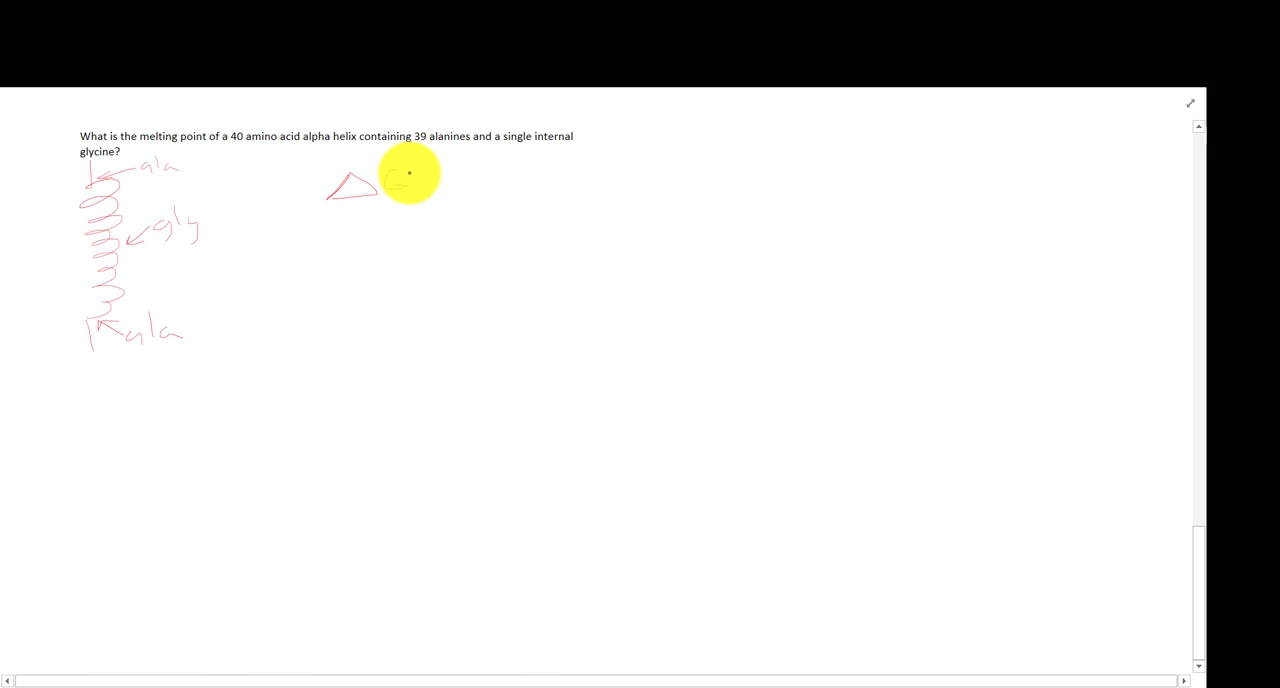 What is the melting point of a 40 amino acid alpha helix containing 39 alanines and a single internal
glycine?
ala
G
gly
ala